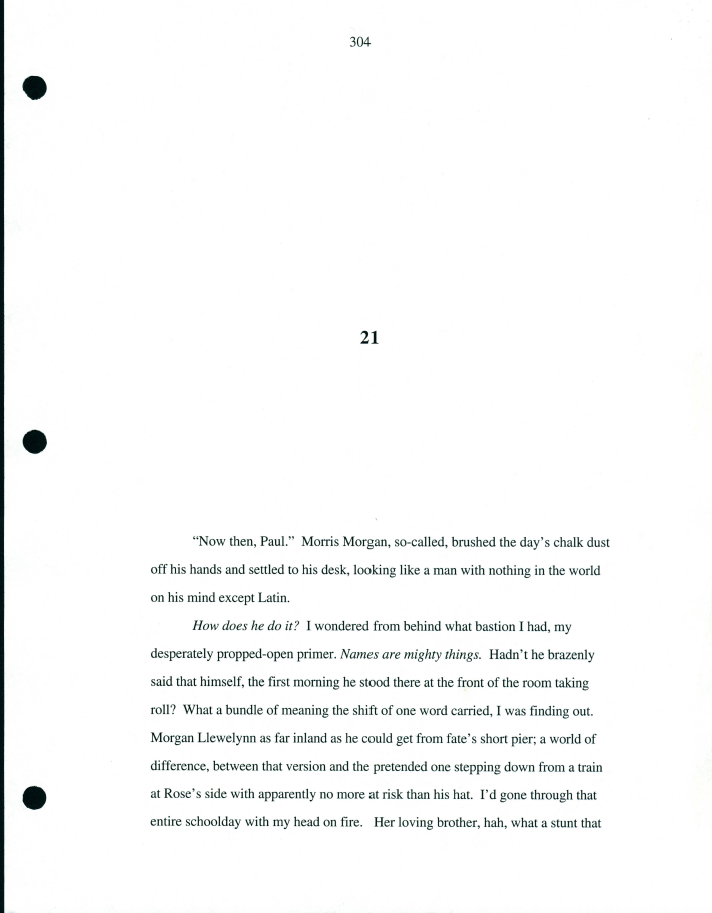 304
21
“Now then, Paul.”  Morris Morgan, so-called, brushed the day’s chalk dust
off his hands and settled to his desk, looking like a man with nothing in the world
on his mind except Latin.
How does he do it?  I wondered from behind what bastion I had, my
desperately propped-open primer. Names are mighty things.  Hadn’t he brazenly
said that himself, the first morning he stood there at the front of the room taking
roll?  What a bundle of meaning the shift of one word carried, I was finding out.
Morgan Llewelynn as far inland as he could get from fate’s short pier; a world of
difference, between that version and the pretended one stepping down from a train
at Rose’s side with apparently no more at risk than his hat.  I’d gone through that
entire schoolday with my head on fire.   Her loving brother, hah, what a stunt that